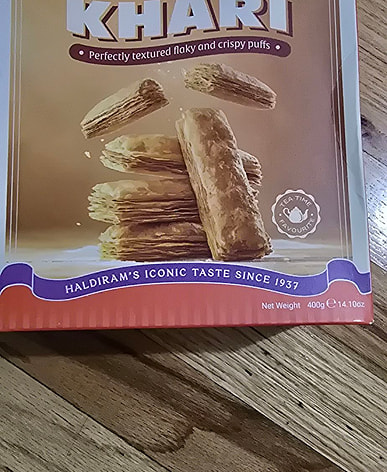 KHARI
• Perfectly textured flaky and crispy puffs •
TEA TIME
FAVOURITE
HALDIRAM'S ICONIC TASTE SINCE 1937
Net Weight 400g ℮ 14.10oz